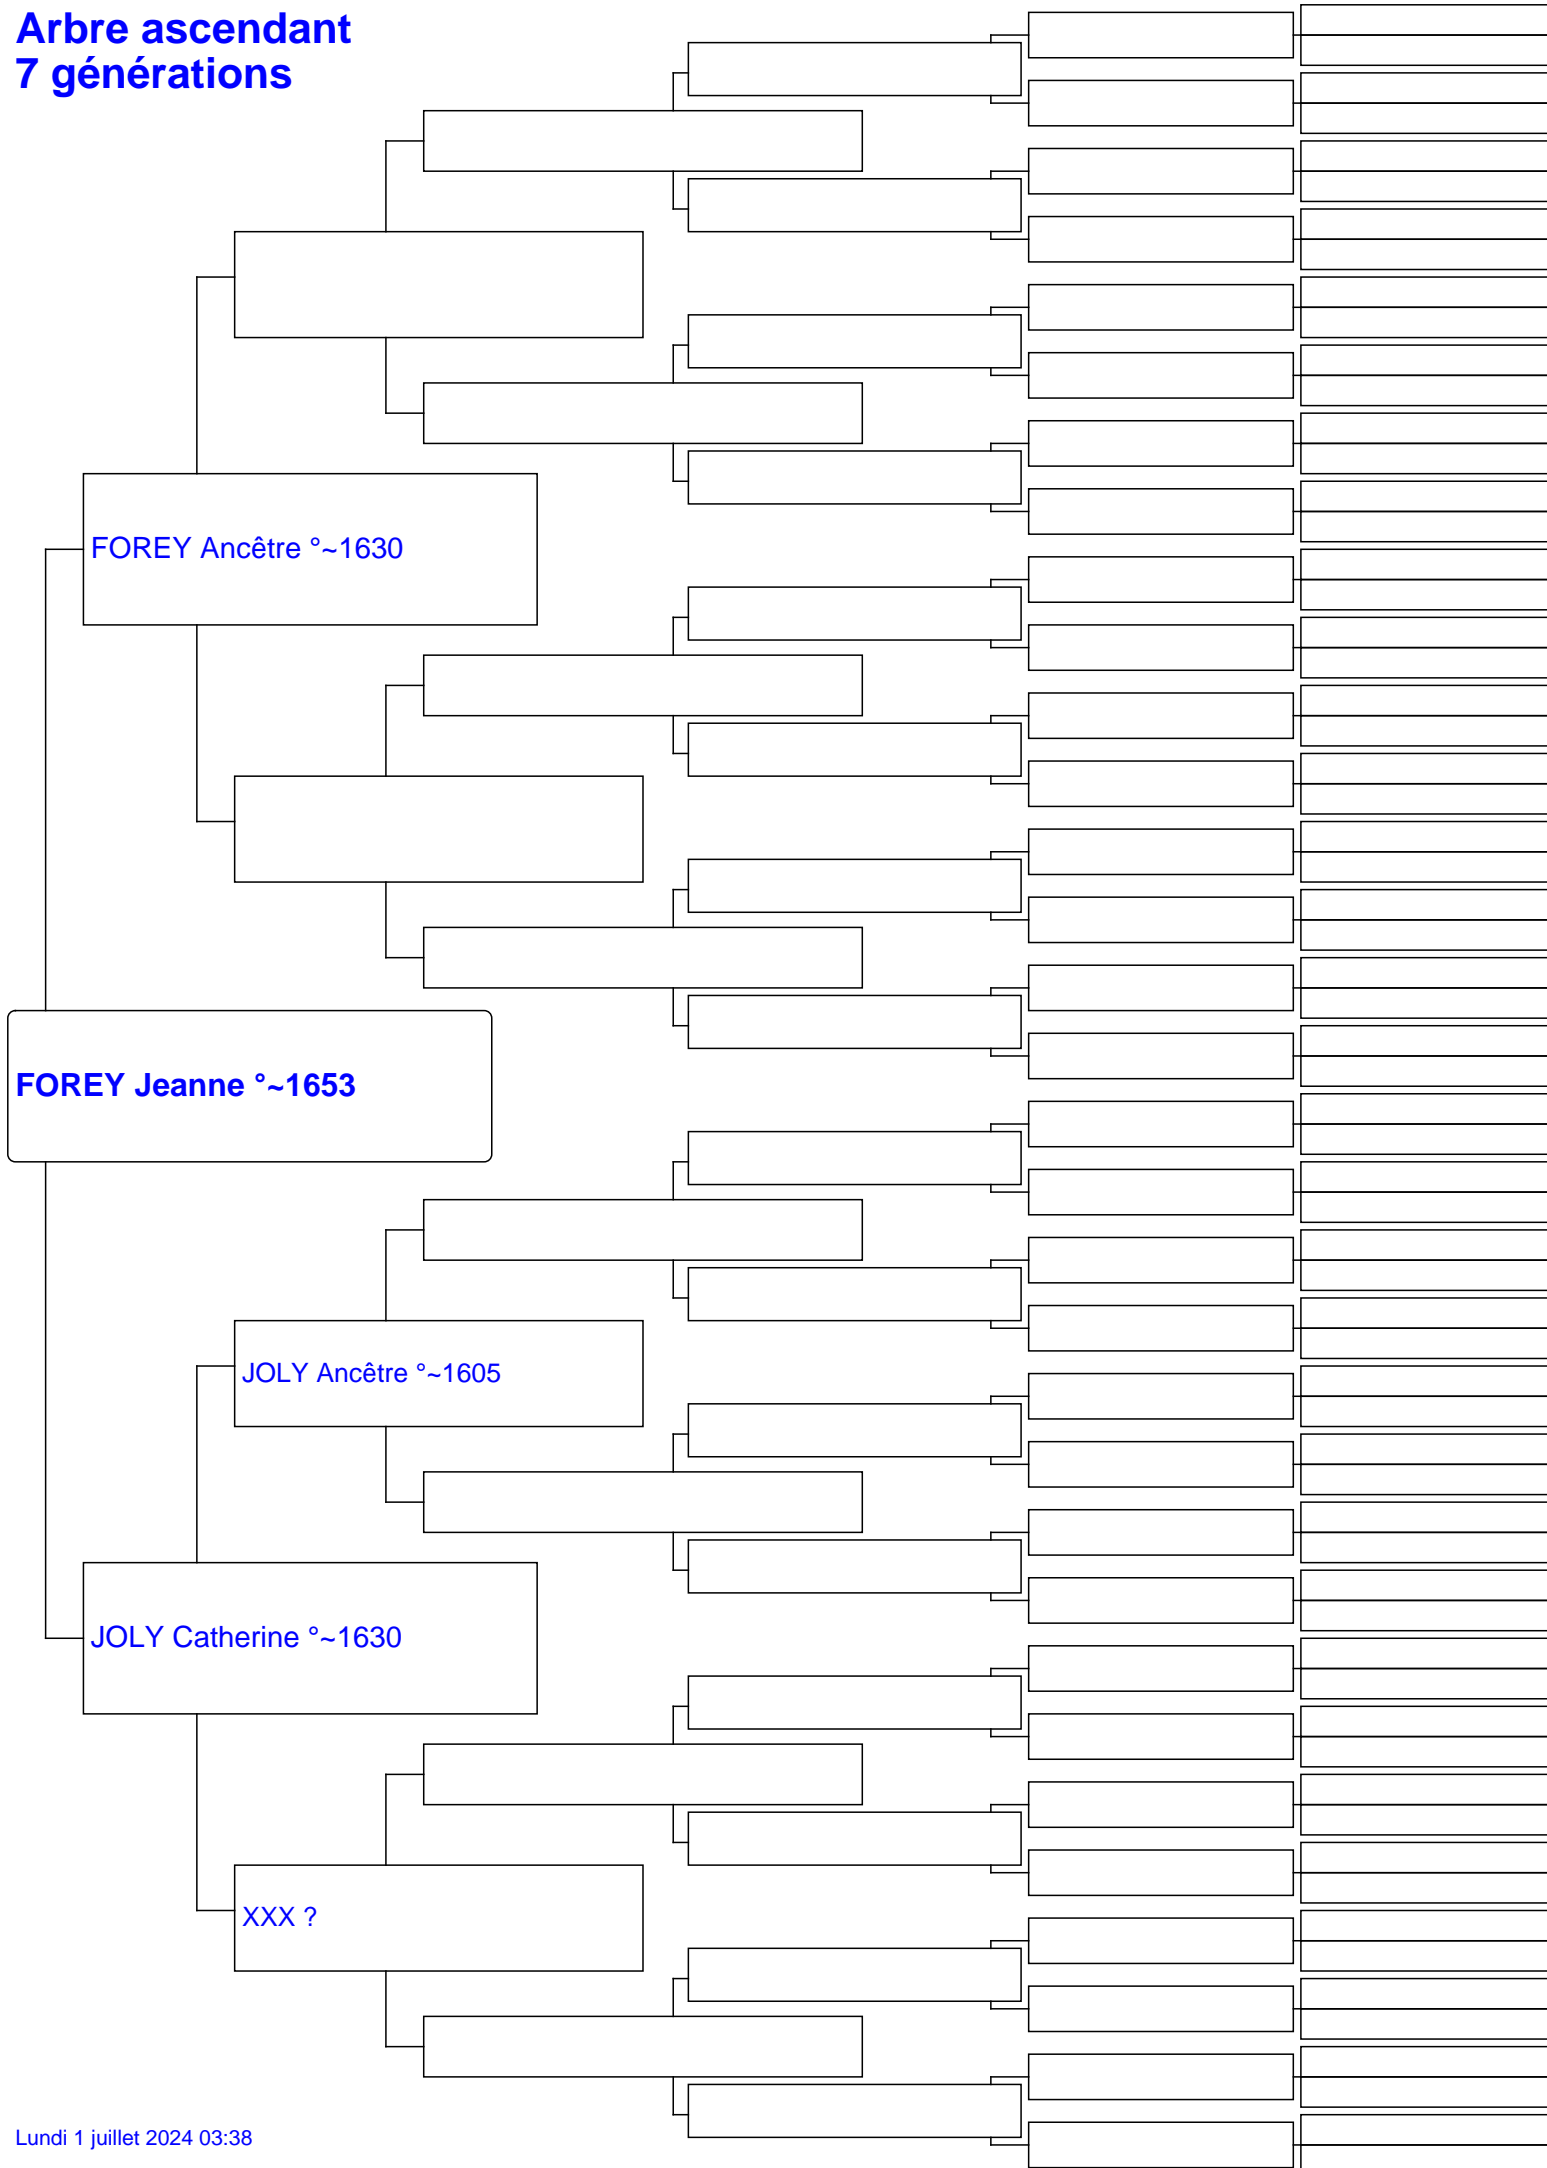 Arbre ascendant
7 générations
FOREY Ancêtre °~1630
FOREY Jeanne °~1653
JOLY Ancêtre °~1605
JOLY Catherine °~1630
XXX ?
Lundi 1 juillet 2024 03:38